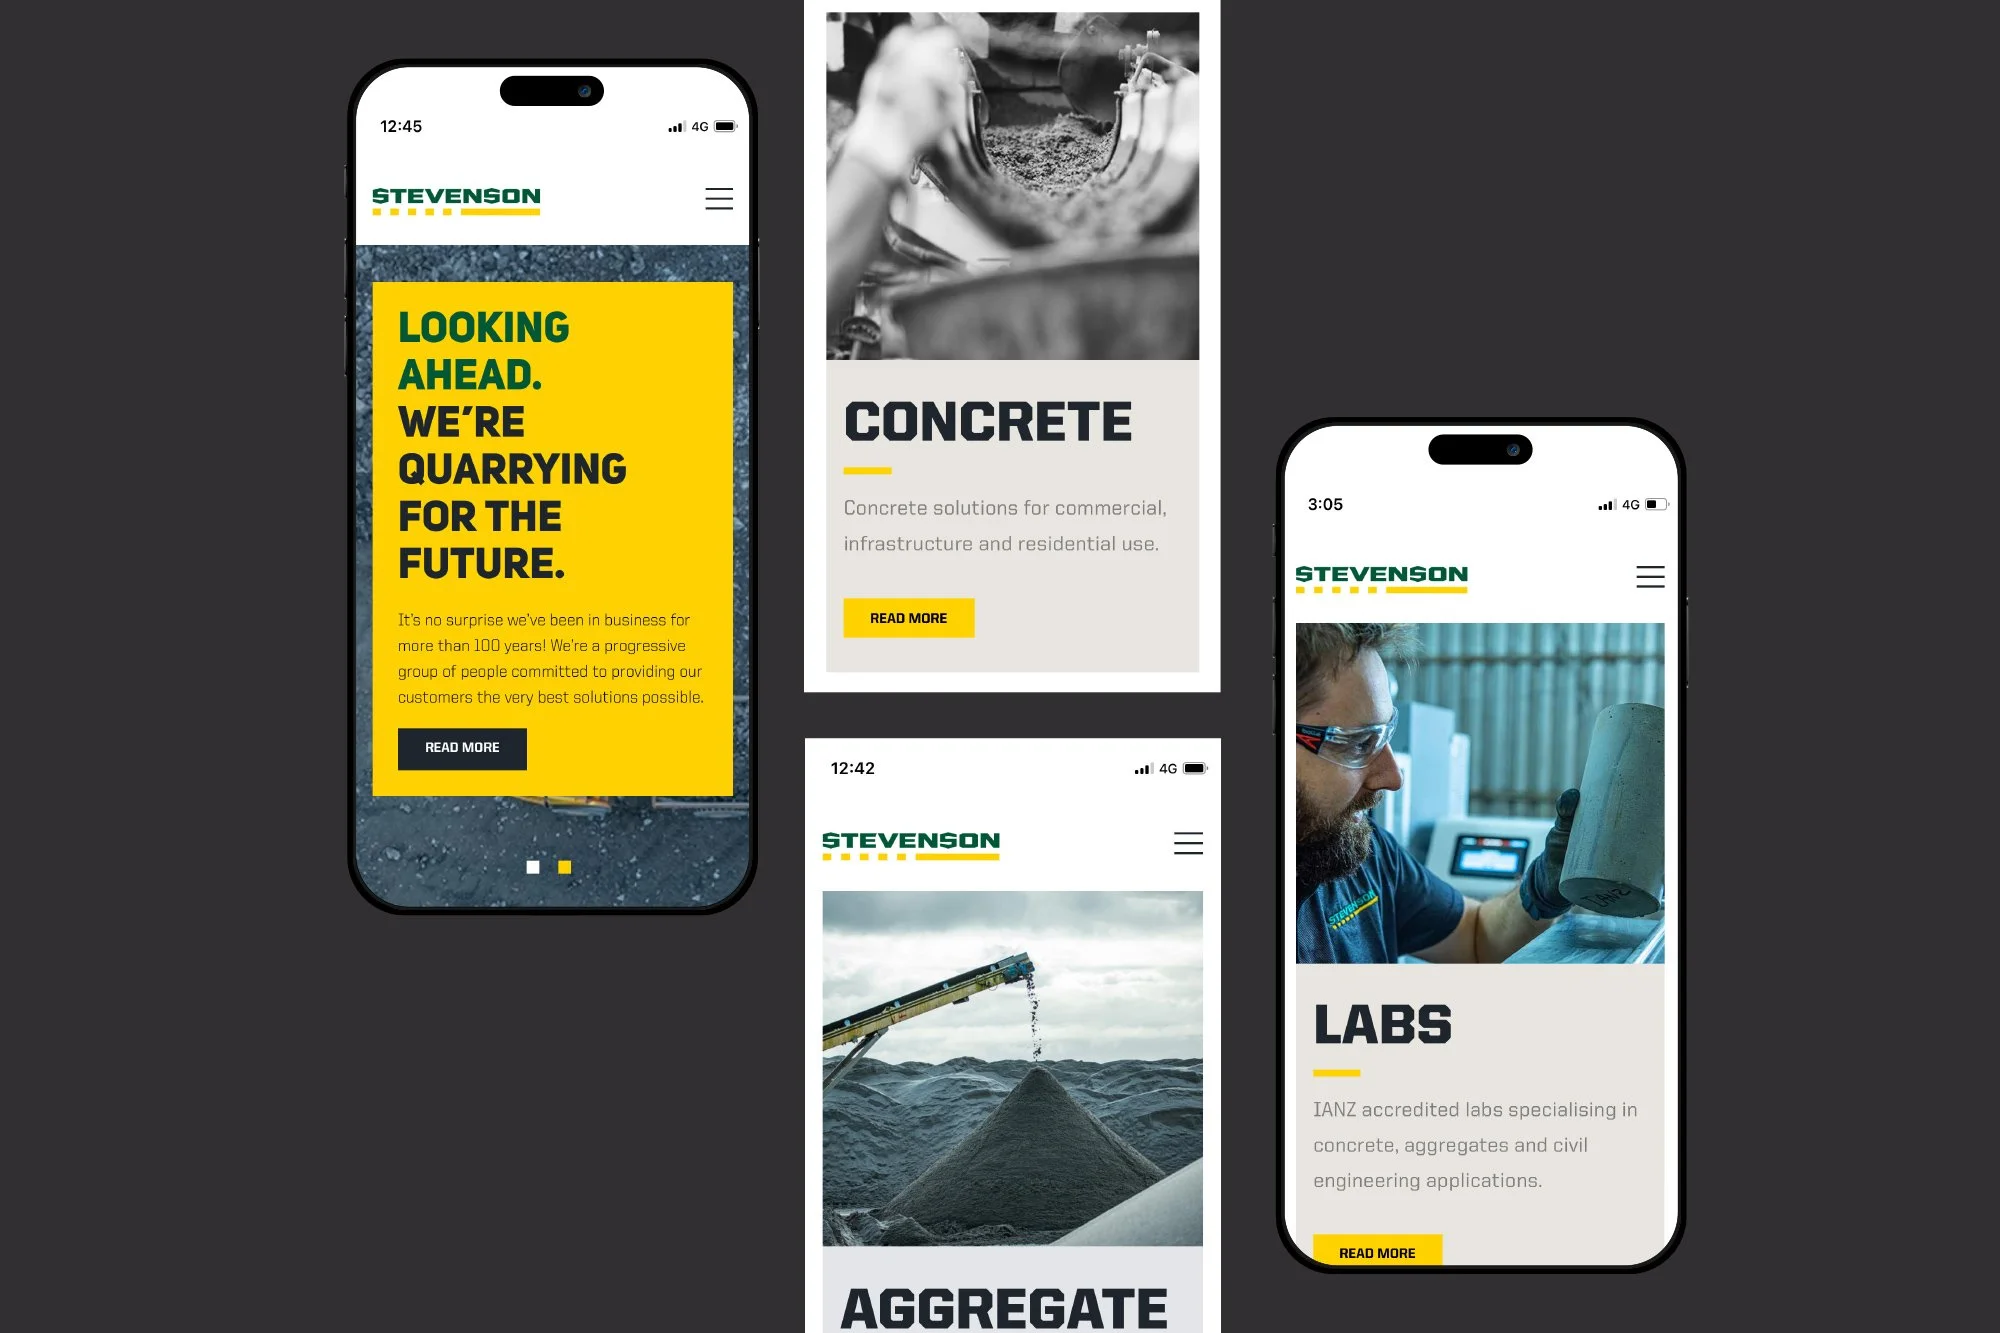 12:45
4G
STEVENSON
LOOKING
AHEAD.
WE'RE
QUARRYING
FOR THE
FUTURE.
It's no surprise we've been in business for
more than 100 years! We're a progressive
group of people committed to providing our
customers the very best solutions possible.
READ MORE
CONCRETE
Concrete solutions for commercial,
infrastructure and residential use.
READ MORE
12:42
4G
STEVENSON
AGGREGATE
3:05
4G
STEVENSON
bollé
STEVENSON
IANZ
LABS
IANZ accredited labs specialising in
concrete, aggregates and civil
engineering applications.
READ MORE